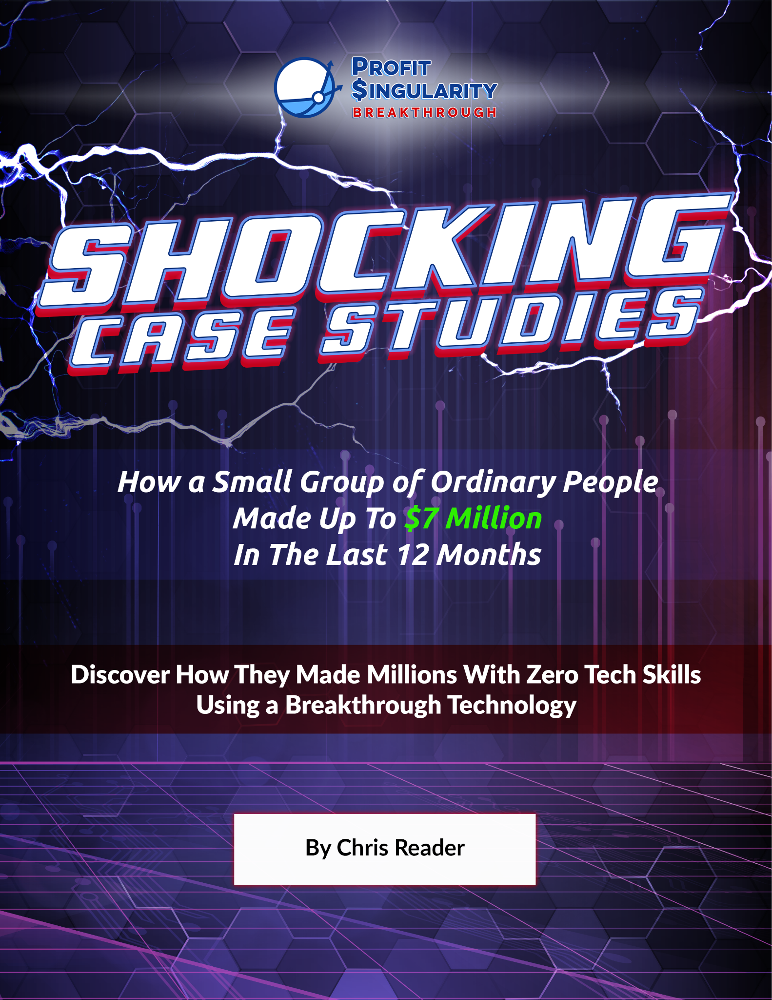 PROFIT
$INGULARITY
BREAKTHROUGH
SHOCKING
CASE STUDIES
How a Small Group of Ordinary People
Made Up To $7 Million
In The Last 12 Months
Discover How They Made Millions With Zero Tech Skills
Using a Breakthrough Technology
By Chris Reader